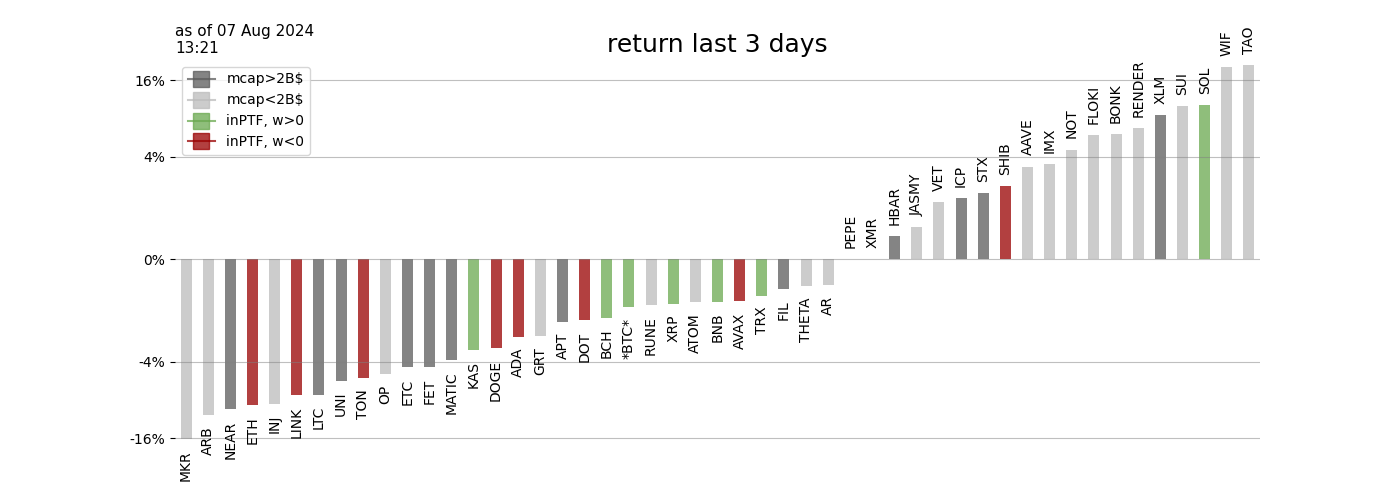 as of 07 Aug 2024
13:21
return last 3 days
mcap>2B$
mcap<2B$
inPTF, w>0
inPTF, w<0
16%
4%
0%
-4%
-16%
MKR
ARB
NEAR
ETH
INJ
LINK
LTC
UNI
TON
OP
ETC
FET
MATIC
KAS
DOGE
ADA
GRT
APT
DOT
BCH
*BTC*
RUNE
XRP
ATOM
BNB
AVAX
TRX
FIL
THETA
AR
PEPE
XMR
HBAR
JASMY
VET
ICP
STX
SHIB
AAVE
IMX
NOT
FLOKI
BONK
RENDER
XLM
SUI
SOL
WIF
TAO